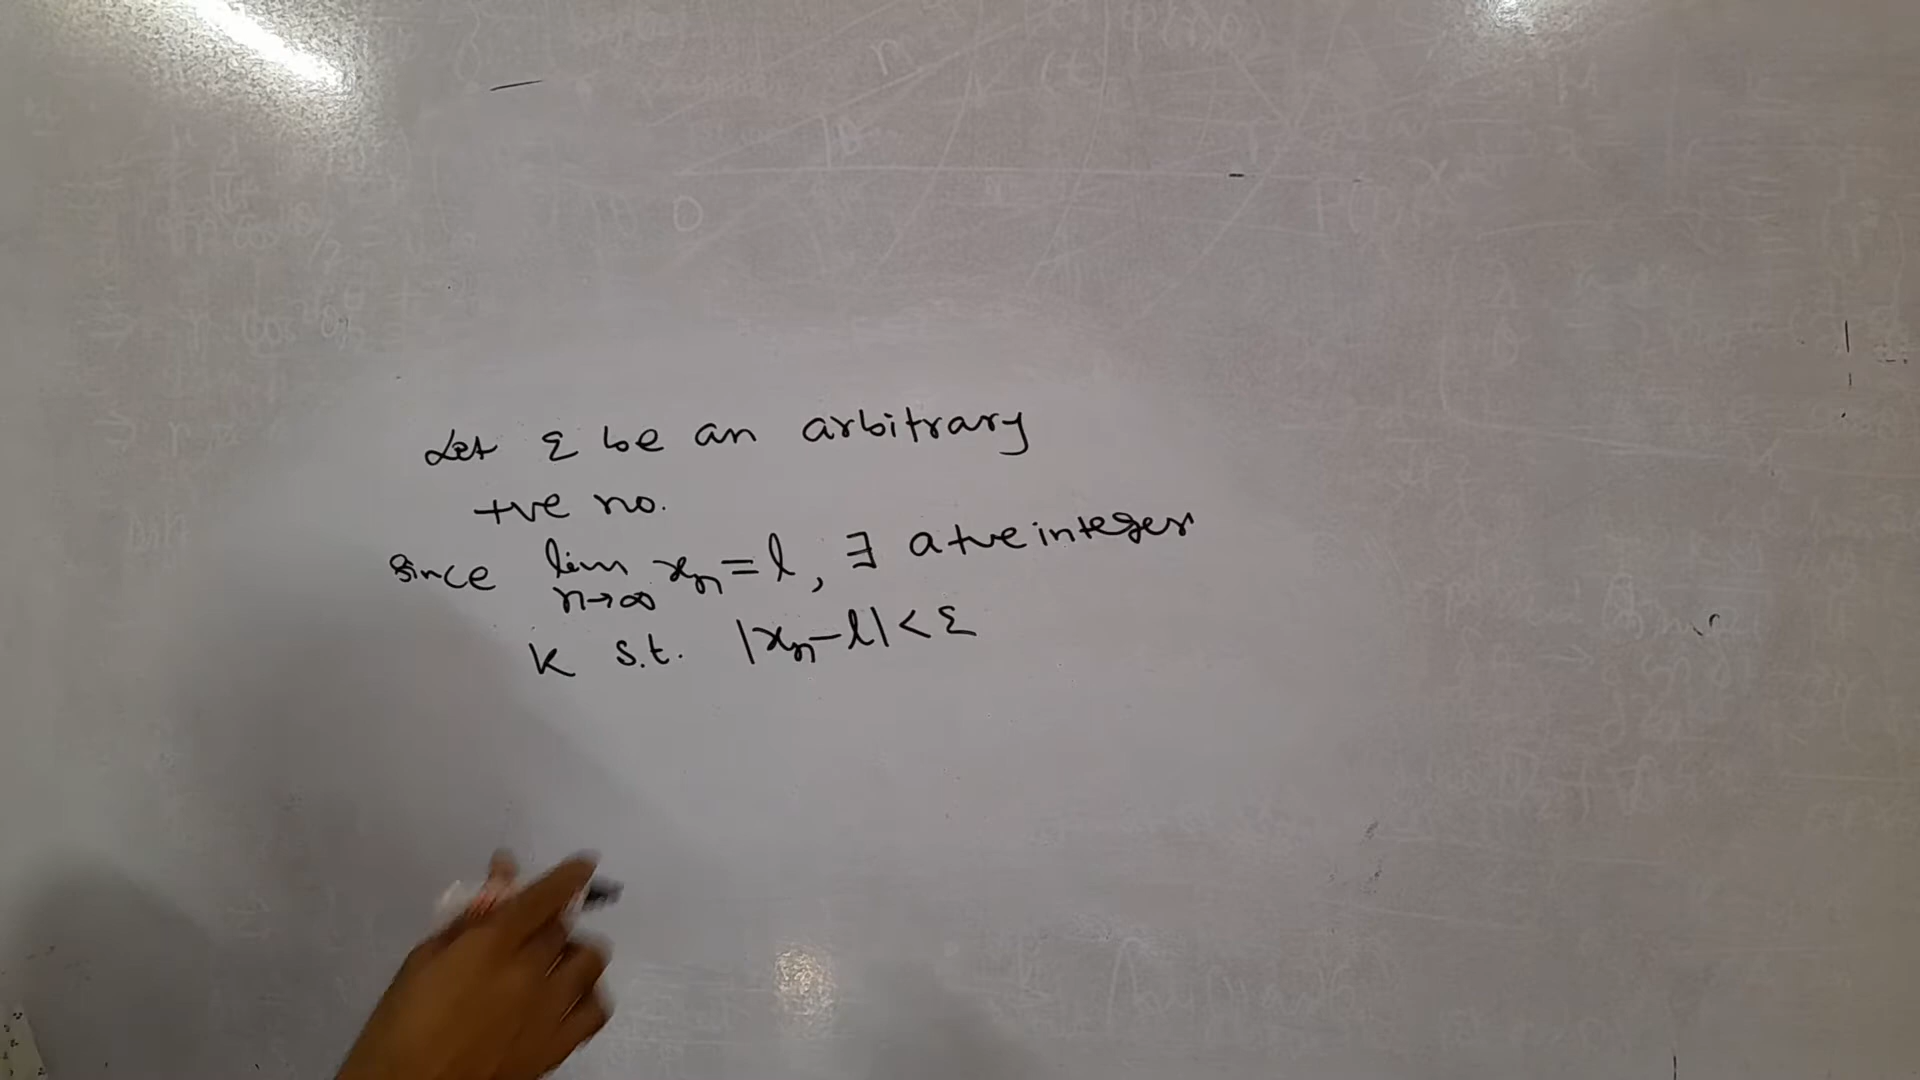 Let ε be an arbitrary
+ve no.
Since lim x_n = l, ∃ a +ve integer
n→∞
K s.t. |x_n - l| < ε